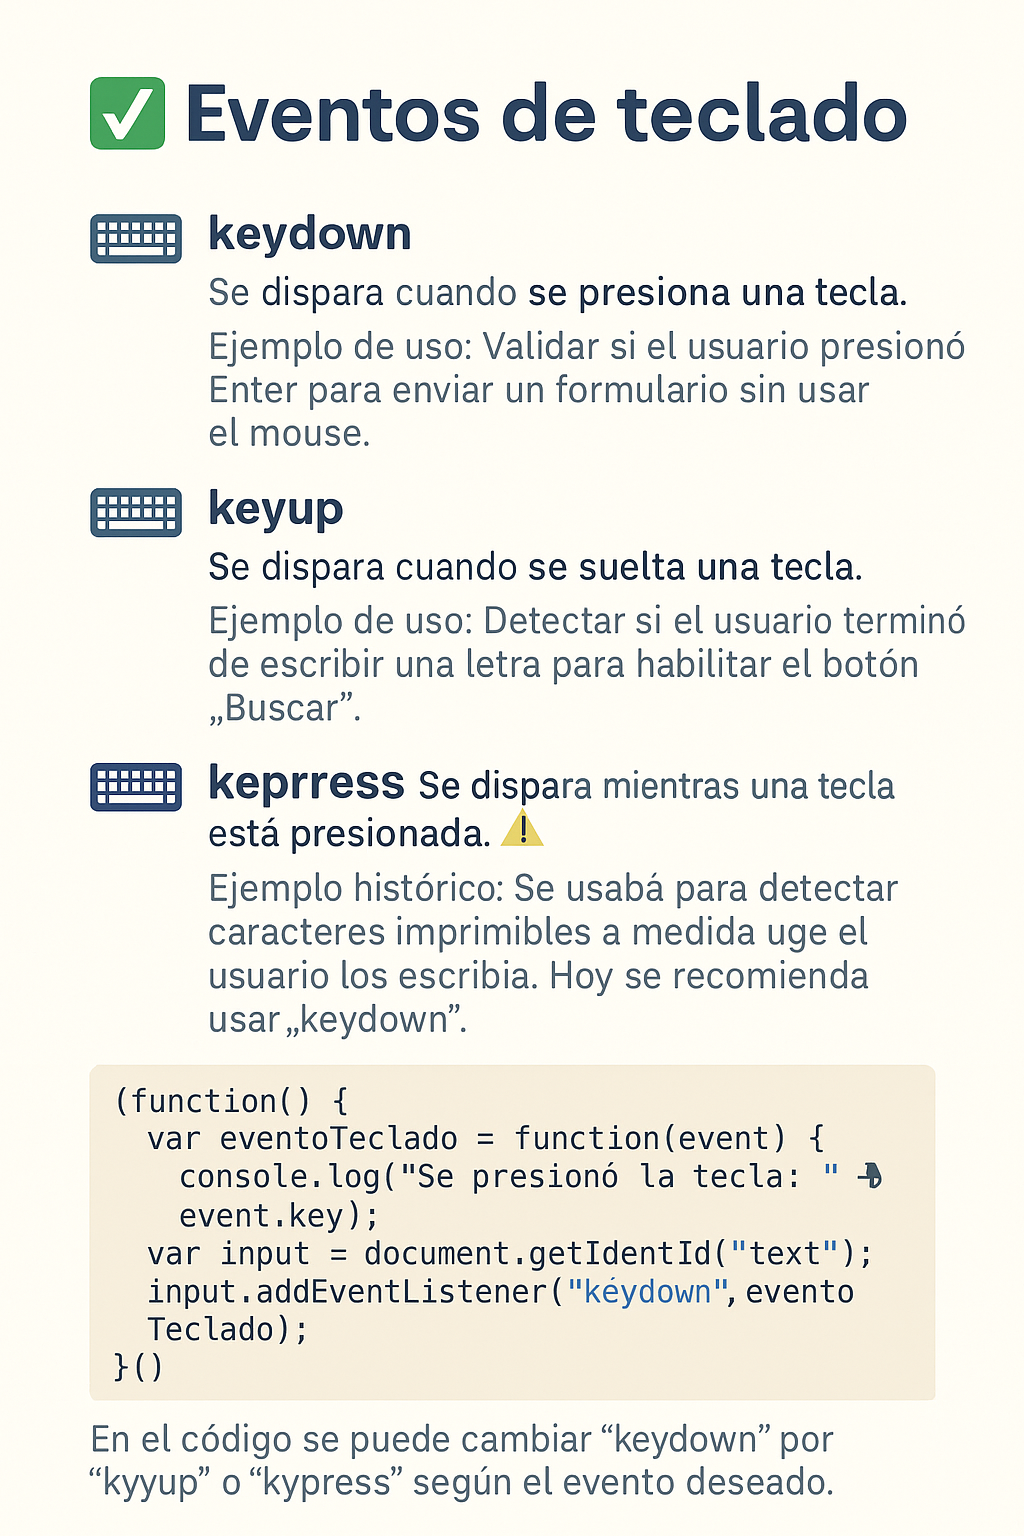 ✅ Eventos de teclado
keydown
Se dispara cuando se presiona una tecla.
Ejemplo de uso: Validar si el usuario presionó
Enter para enviar un formulario sin usar
el mouse.
keyup
Se dispara cuando se suelta una tecla.
Ejemplo de uso: Detectar si el usuario terminó
de escribir una letra para habilitar el botón
„Buscar”.
keprress Se dispara mientras una tecla
está presionada. ⚠
Ejemplo histórico: Se usabá para detectar
caracteres imprimibles a medida uge el
usuario los escribia. Hoy se recomienda
usar „keydown”.
(function() {
var eventoTeclado = function(event) {
console.log("Se presionó la tecla: "
event.key);
var input = document.getIdentId("text");
input.addEventListener("kéydown", evento
Teclado);
}()
En el código se puede cambiar “keydown” por
“kyyup” o “kypress” según el evento deseado.